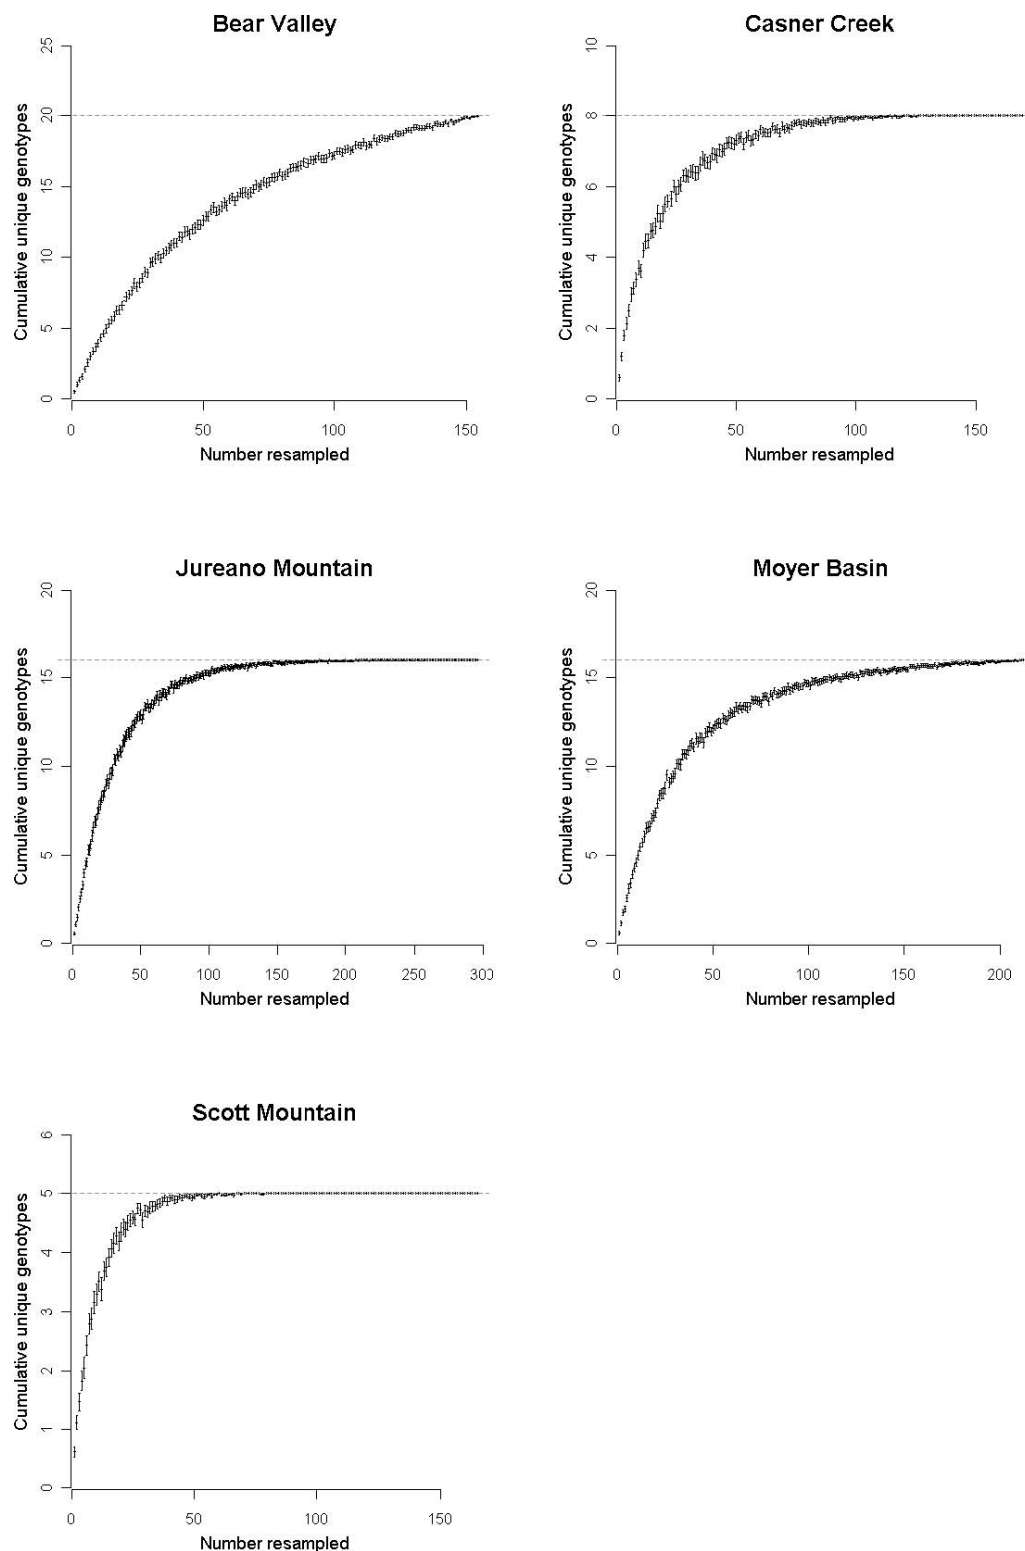 Bear Valley
Cumulative unique genotypes
0 5 10 15 20 25
0 50 100 150
Number resampled
Casner Creek
Cumulative unique genotypes
0 2 4 6 8 10
0 50 100 150
Number resampled
Jureano Mountain
Cumulative unique genotypes
0 5 10 15 20
0 50 100 150 200 250 300
Number resampled
Moyer Basin
Cumulative unique genotypes
0 5 10 15 20
0 50 100 150 200
Number resampled
Scott Mountain
Cumulative unique genotypes
0 1 2 3 4 5 6
0 50 100 150
Number resampled